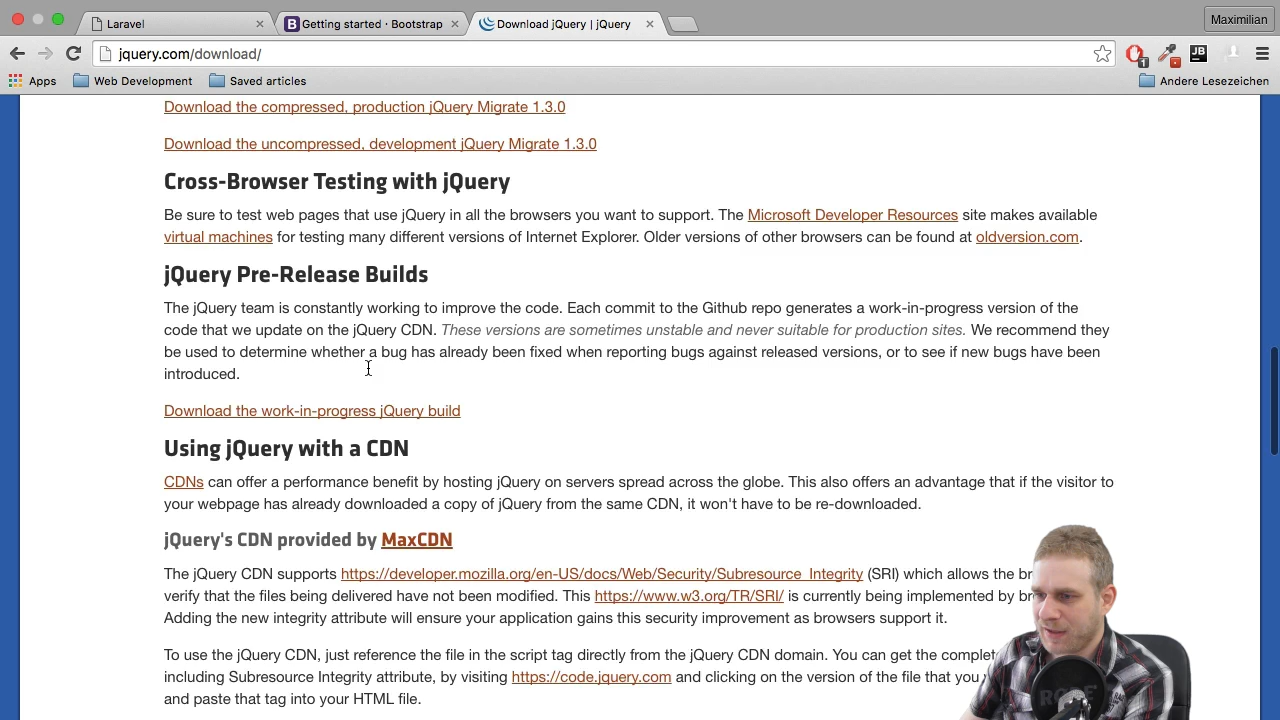 Laravel
Getting started · Bootstrap
Download jQuery | jQuery
Maximilian
jquery.com/download/
1
JB
Apps
Web Development
Saved articles
Andere Lesezeichen
Download the compressed, production jQuery Migrate 1.3.0
Download the uncompressed, development jQuery Migrate 1.3.0
Cross-Browser Testing with jQuery
Be sure to test web pages that use jQuery in all the browsers you want to support. The Microsoft Developer Resources site makes available
virtual machines for testing many different versions of Internet Explorer. Older versions of other browsers can be found at oldversion.com.
jQuery Pre-Release Builds
The jQuery team is constantly working to improve the code. Each commit to the Github repo generates a work-in-progress version of the
code that we update on the jQuery CDN. These versions are sometimes unstable and never suitable for production sites. We recommend they
be used to determine whether a bug has already been fixed when reporting bugs against released versions, or to see if new bugs have been
introduced.
Download the work-in-progress jQuery build
Using jQuery with a CDN
CDNs can offer a performance benefit by hosting jQuery on servers spread across the globe. This also offers an advantage that if the visitor to
your webpage has already downloaded a copy of jQuery from the same CDN, it won't have to be re-downloaded.
jQuery's CDN provided by MaxCDN
The jQuery CDN supports https://developer.mozilla.org/en-US/docs/Web/Security/Subresource_Integrity (SRI) which allows the
verify that the files being delivered have not been modified. This https://www.w3.org/TR/SRI/ is currently being implemented by
Adding the new integrity attribute will ensure your application gains this security improvement as browsers support it.
To use the jQuery CDN, just reference the file in the script tag directly from the jQuery CDN domain. You can get the
including Subresource Integrity attribute, by visiting https://code.jquery.com and clicking on the version of the file that you
and paste that tag into your HTML file.
RODE